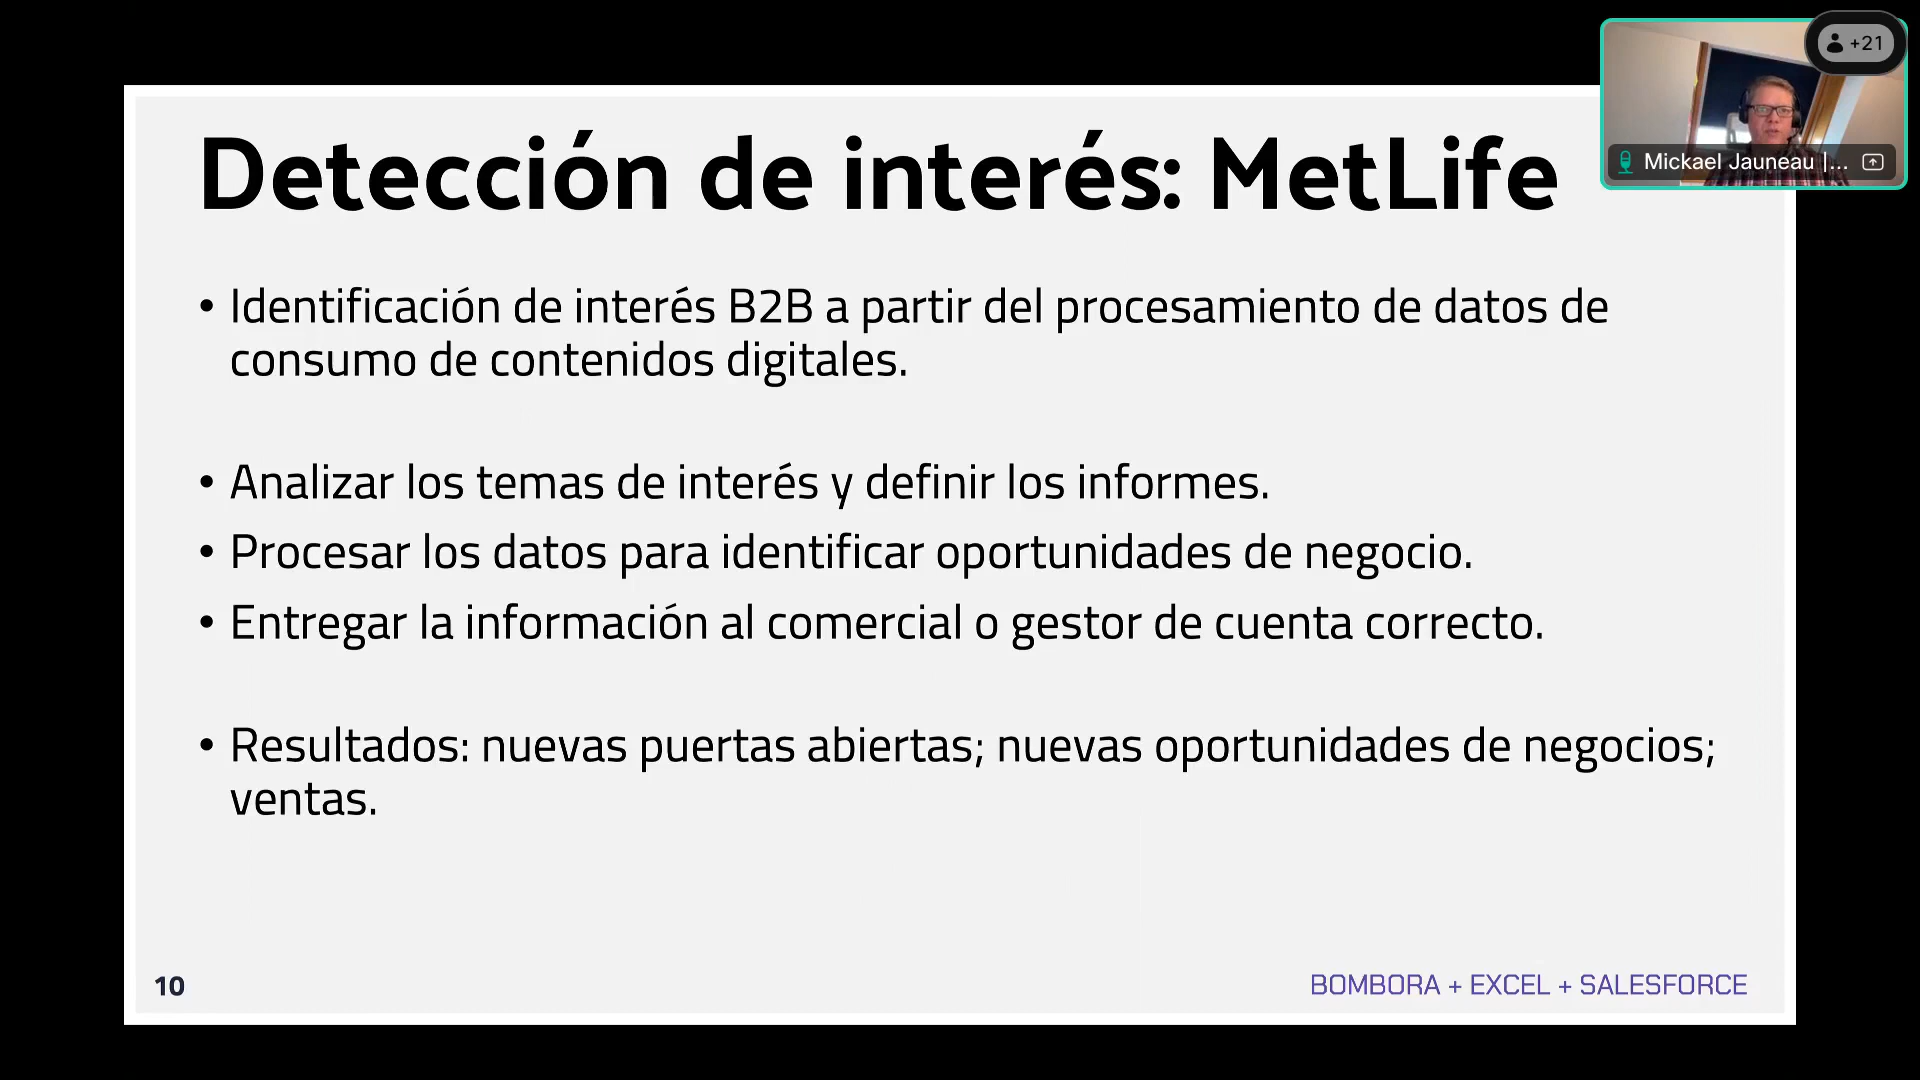 +21
Mickael Jauneau |...
Detección de interés: MetLife
• Identificación de interés B2B a partir del procesamiento de datos de
consumo de contenidos digitales.
• Analizar los temas de interés y definir los informes.
• Procesar los datos para identificar oportunidades de negocio.
• Entregar la información al comercial o gestor de cuenta correcto.
• Resultados: nuevas puertas abiertas; nuevas oportunidades de negocios;
ventas.
10
BOMBORA + EXCEL + SALESFORCE